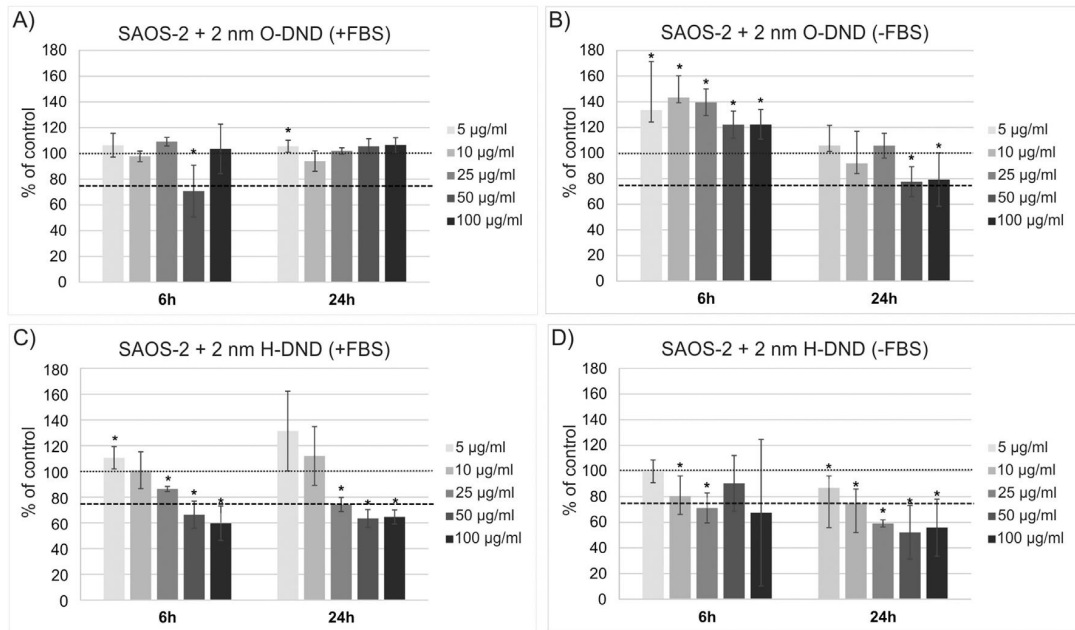 A)
SAOS-2 + 2 nm O-DND (+FBS)
% of control
180
160
140
120
100
80
60
40
20
0
* *
6h
24h
5 µg/ml
10 µg/ml
25 µg/ml
50 µg/ml
100 µg/ml
B)
SAOS-2 + 2 nm O-DND (-FBS)
% of control
180
160
140
120
100
80
60
40
20
0
* * * * * * *
6h
24h
5 µg/ml
10 µg/ml
25 µg/ml
50 µg/ml
100 µg/ml
C)
SAOS-2 + 2 nm H-DND (+FBS)
% of control
180
160
140
120
100
80
60
40
20
0
* * * * * * *
6h
24h
5 µg/ml
10 µg/ml
25 µg/ml
50 µg/ml
100 µg/ml
D)
SAOS-2 + 2 nm H-DND (-FBS)
% of control
180
160
140
120
100
80
60
40
20
0
* * * * * * *
6h
24h
5 µg/ml
10 µg/ml
25 µg/ml
50 µg/ml
100 µg/ml